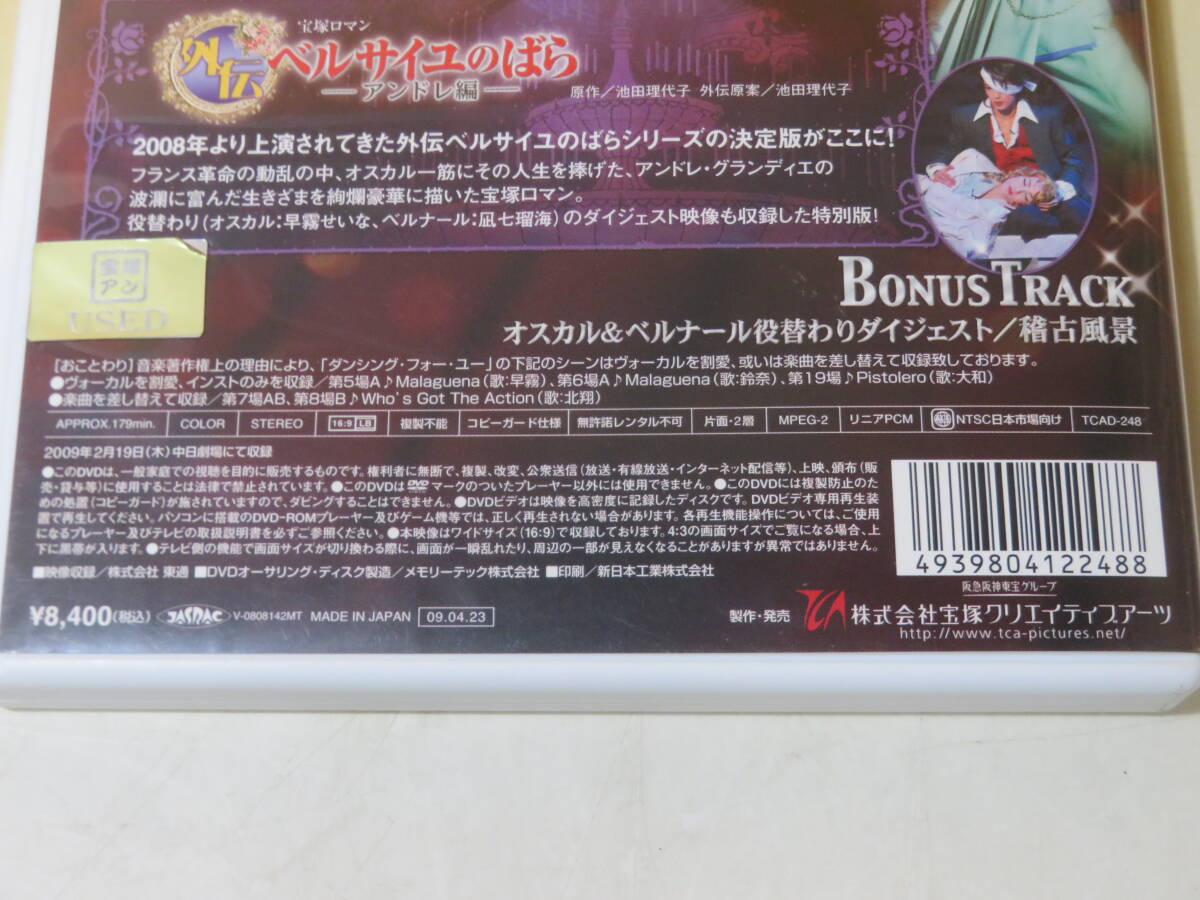 宝塚ロマン
外伝 ベルサイユのばら
―アンドレ編―
原作／池田理代子 外伝原案／池田理代子
2008年より上演されてきた外伝ベルサイユのばらシリーズの決定版がここに！
フランス革命の動乱の中、オスカル一筋にその人生を捧げた、アンドレ・グランディエの
波瀾に富んだ生きざまを絢爛豪華に描いた宝塚ロマン。
役替わり(オスカル：早霧せいな、ベルナール：凪七瑠海)のダイジェスト映像も収録した特別版！
宝塚
アン
USED
BONUS TRACK
オスカル&ベルナール役替わりダイジェスト／稽古風景
【おことわり】音楽著作権上の理由により、「ダンシング・フォー・ユー」の下記のシーンはヴォーカルを割愛、或いは楽曲を差し替えて収録致しております。
●ヴォーカルを割愛、インストのみを収録／第5場A♪Malaguena(歌：早霧)、第6場A♪Malaguena(歌：鈴奈)、第19場♪Pistolero(歌：大和)
●楽曲を差し替えて収録／第7場AB、第8場B♪Who's Got The Action(歌：北翔)
APPROX.179min. COLOR STEREO 16:9 LB 複製不能 コピーガード仕様 無許諾レンタル不可 片面・2層 MPEG-2 リニアPCM NTSC日本市場向け TCAD-248
2009年2月19日(木)中日劇場にて収録
●このDVDは、一般家庭での視聴を目的に販売するものです。権利者に無断で、複製、改変、公衆送信(放送・有線放送・インターネット配信等)、上映、頒布(販
売・貸与等)に使用することは法律で禁止されています。●このDVDはDVDマークのついたプレーヤー以外には使用できません。●このDVDには複製防止のた
めの処置(コピーガード)が施されていますので、ダビングすることはできません。●DVDビデオは映像を高密度に記録したディスクです。DVDビデオ専用再生装
置で再生してください。パソコンに搭載のDVD-ROMプレーヤー及びゲーム機等では、正しく再生されない場合があります。各再生機能操作については、ご使用
になるプレーヤー及びテレビの取扱説明書を必ずご参照ください。●本映像はワイドサイズ(16:9)で収録しております。4:3の画面サイズでご覧になる場合、上
下に黒帯が入ります。●テレビ側の機能で画面サイズが切り換わる際に、画面が一瞬乱れたり、周辺の一部が見えなくなることがありますが異常ではありません。
■映像収録／株式会社 東通 ■DVDオーサリング・ディスク製造／メモリーテック株式会社 ■印刷／新日本工業株式会社
4939804122488
¥8,400(税込) JASRAC V-0808142MT MADE IN JAPAN 09.04.23
阪急阪神東宝グループ
製作・発売 TCA 株式会社宝塚クリエイティブアーツ
http://www.tca-pictures.net/